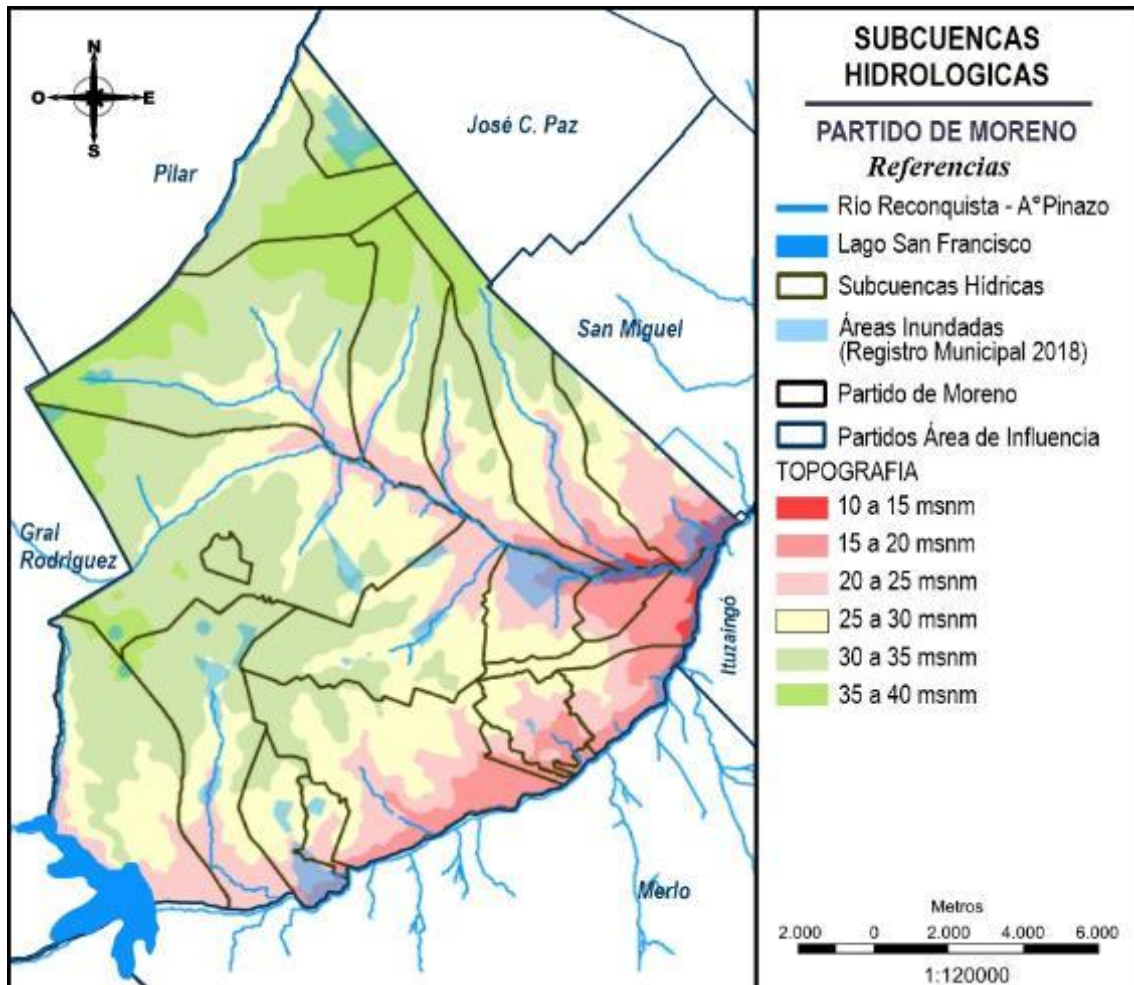 SUBCUENCAS
HIDROLOGICAS
PARTIDO DE MORENO
Referencias
Río Reconquista - A°Pinazo
Lago San Francisco
Subcuencas Hídricas
Áreas Inundadas
(Registro Municipal 2018)
Partido de Moreno
Partidos Área de Influencia
TOPOGRAFIA
10 a 15 msnm
15 a 20 msnm
20 a 25 msnm
25 a 30 msnm
30 a 35 msnm
35 a 40 msnm
Metros
2.000 0 2.000 4.000 6.000
1:120000
N
O E
S
José C. Paz
Pilar
San Miguel
Gral
Rodriguez
Ituzaingó
Merlo